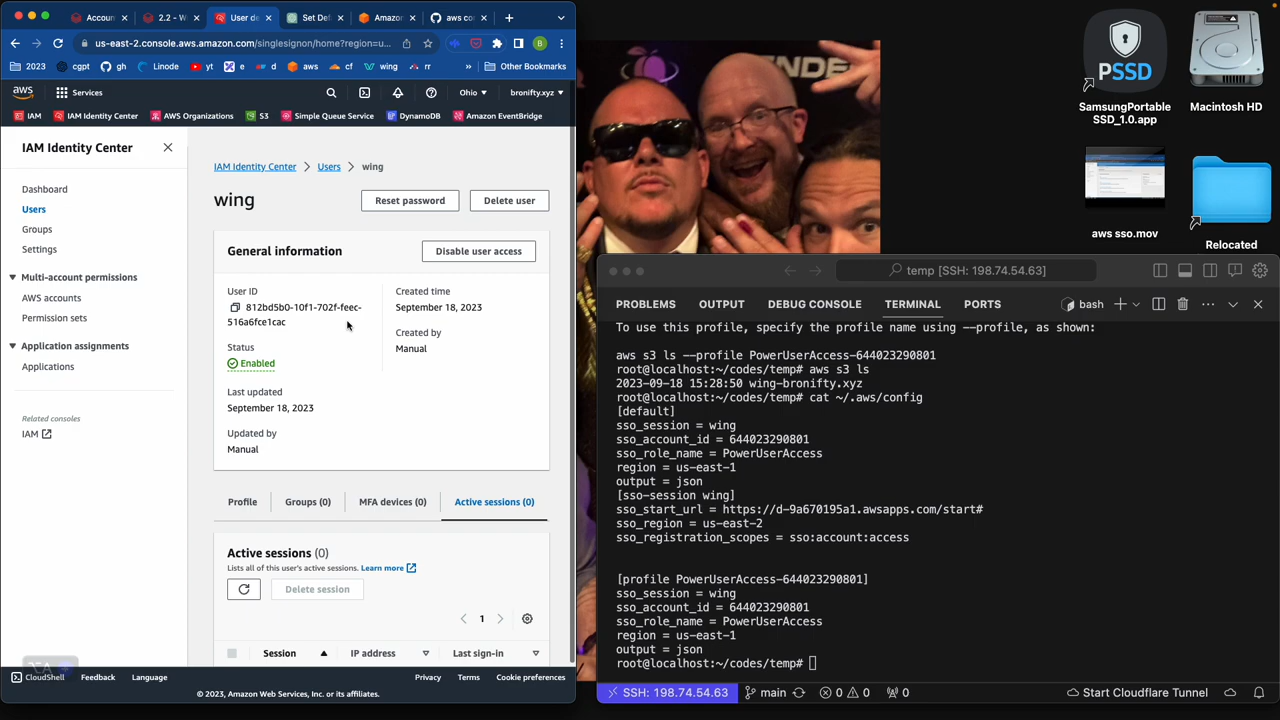 Accoun
2.2 - W
User de
Set Def
Amazon
aws cor
us-east-2.console.aws.amazon.com/singlesignon/home?region=u...
B
2023
cgpt
gh
Linode
yt
e
d
aws
cf
wing
rr
»
Other Bookmarks
aws
Services
Ohio
bronifty.xyz
IAM
IAM Identity Center
AWS Organizations
S3
Simple Queue Service
DynamoDB
Amazon EventBridge
IAM Identity Center
Dashboard
Users
Groups
Settings
Multi-account permissions
AWS accounts
Permission sets
Application assignments
Applications
Related consoles
IAM
IAM Identity Center > Users > wing
wing
Reset password
Delete user
General information
Disable user access
User ID
812bd5b0-10f1-702f-feec-
516a6fce1cac
Status
Enabled
Last updated
September 18, 2023
Updated by
Manual
Created time
September 18, 2023
Created by
Manual
Profile
Groups (0)
MFA devices (0)
Active sessions (0)
Active sessions (0)
Lists all of this user's active sessions. Learn more
Delete session
1
Session
IP address
Last sign-in
CloudShell
Feedback
Language
Privacy
Terms
Cookie preferences
© 2023, Amazon Web Services, Inc. or its affiliates.
ENDE
PSSD
SamsungPortable
SSD_1.0.app
Macintosh HD
aws sso.mov
Relocated
temp [SSH: 198.74.54.63]
PROBLEMS
OUTPUT
DEBUG CONSOLE
TERMINAL
PORTS
bash
To use this profile, specify the profile name using --profile, as shown:
aws s3 ls --profile PowerUserAccess-644023290801
root@localhost:~/codes/temp# aws s3 ls
2023-09-18 15:28:50 wing-bronifty.xyz
root@localhost:~/codes/temp# cat ~/.aws/config
[default]
sso_session = wing
sso_account_id = 644023290801
sso_role_name = PowerUserAccess
region = us-east-1
output = json
[sso-session wing]
sso_start_url = https://d-9a670195a1.awsapps.com/start#
sso_region = us-east-2
sso_registration_scopes = sso:account:access
[profile PowerUserAccess-644023290801]
sso_session = wing
sso_account_id = 644023290801
sso_role_name = PowerUserAccess
region = us-east-1
output = json
root@localhost:~/codes/temp#
SSH: 198.74.54.63
main
0
0
0
Start Cloudflare Tunnel